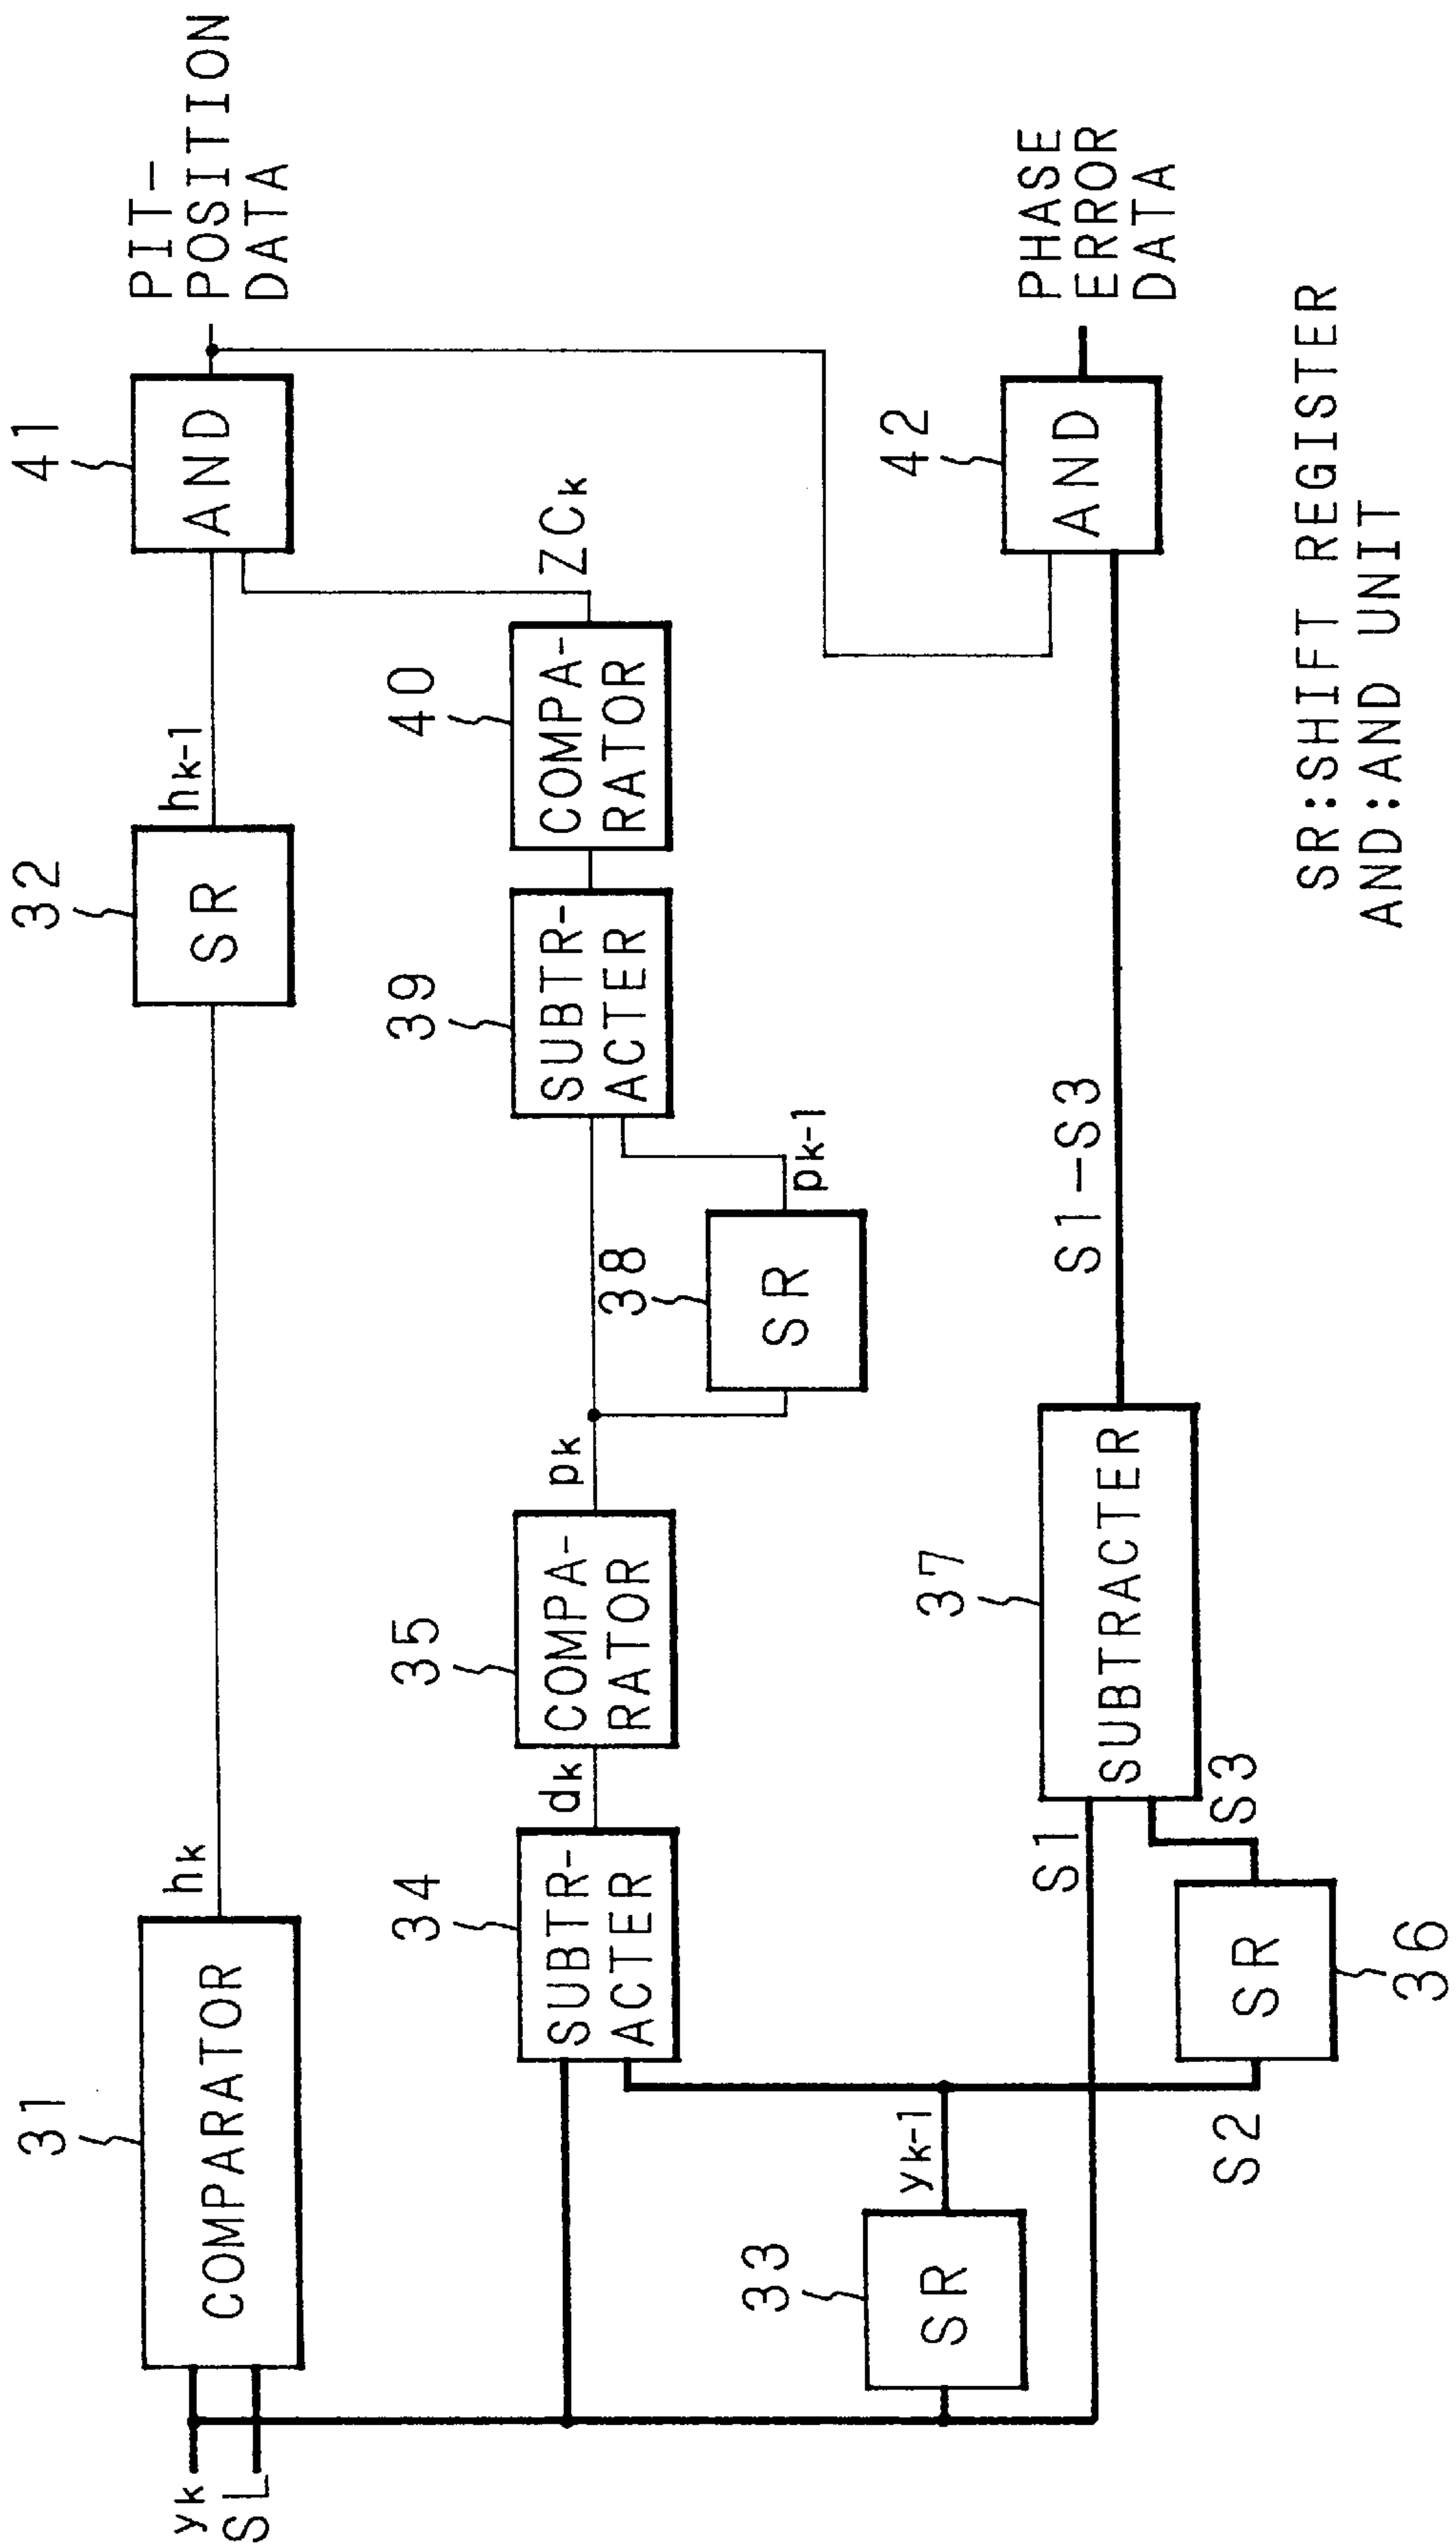 31
32
41
yk
SL
COMPARATOR
hk
SR
hk-1
AND
PIT-
POSITION
DATA
34
35
39
40
SUBTR-
ACTER
dk
COMPA-
RATOR
pk
SUBTR-
ACTER
COMPA-
RATOR
ZCk
38
SR
pk-1
33
SR
yk-1
37
42
S1
SUBTRACTER
S1-S3
AND
PHASE
ERROR
DATA
S2
SR
S3
36
SR:SHIFT REGISTER
AND:AND UNIT